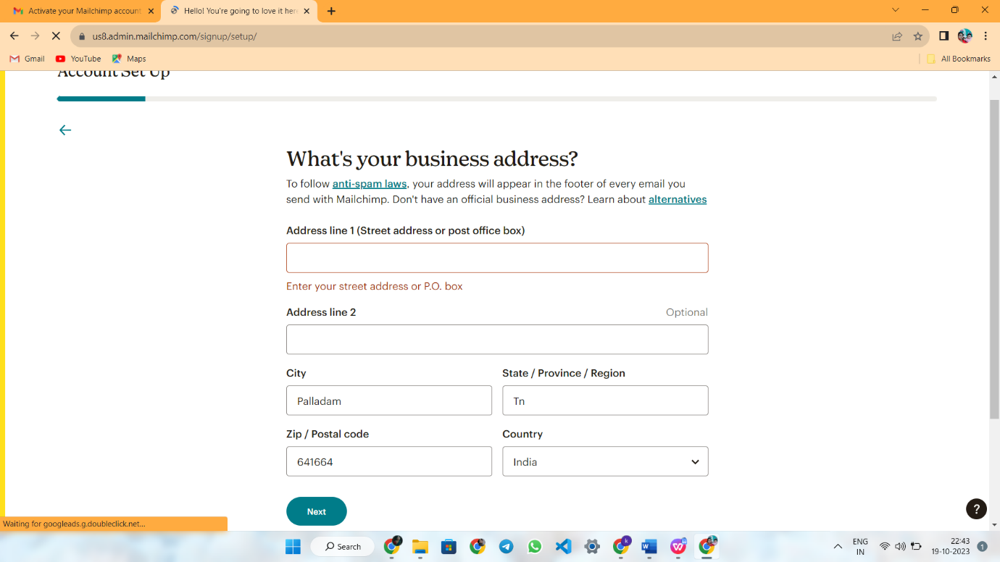 Activate your Mailchimp account
Hello! You're going to love it here
us8.admin.mailchimp.com/signup/setup/
Gmail
YouTube
Maps
All Bookmarks
Account Set Up
What's your business address?
To follow anti-spam laws, your address will appear in the footer of every email you
send with Mailchimp. Don't have an official business address? Learn about alternatives
Address line 1 (Street address or post office box)
Enter your street address or P.O. box
Address line 2
Optional
City
State / Province / Region
Palladam
Tn
Zip / Postal code
Country
641664
India
Next
?
Waiting for googleads.g.doubleclick.net...
Search
k
W
ENG
IN
22:43
19-10-2023
1